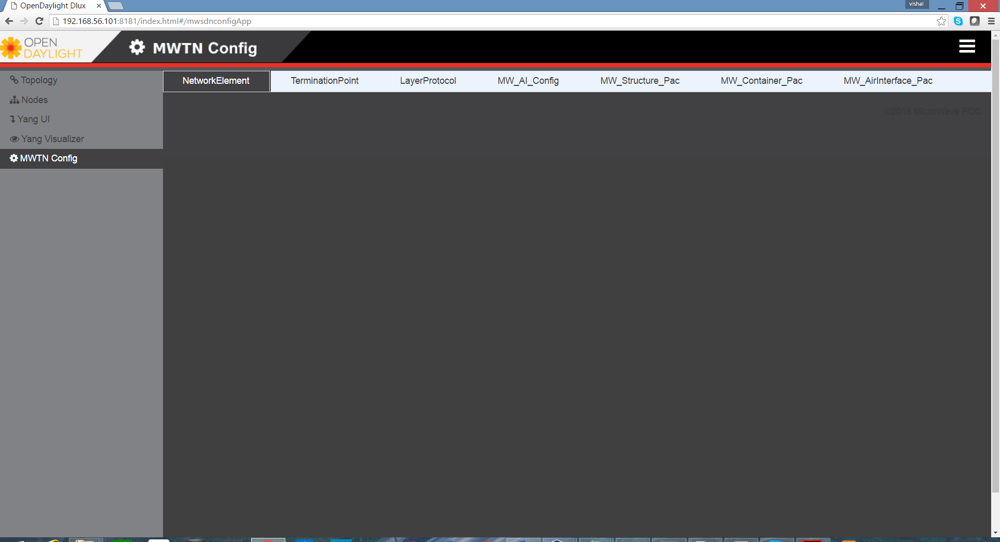 OpenDaylight Dlux
vishal
192.168.56.101:8181/index.html#/mwsdnconfigApp
OPEN
DAYLIGHT
MWTN Config
Topology
Nodes
Yang UI
Yang Visualizer
MWTN Config
NetworkElement TerminationPoint LayerProtocol MW_AI_Config MW_Structure_Pac MW_Container_Pac MW_AirInterface_Pac
©2016 MicroWave POC